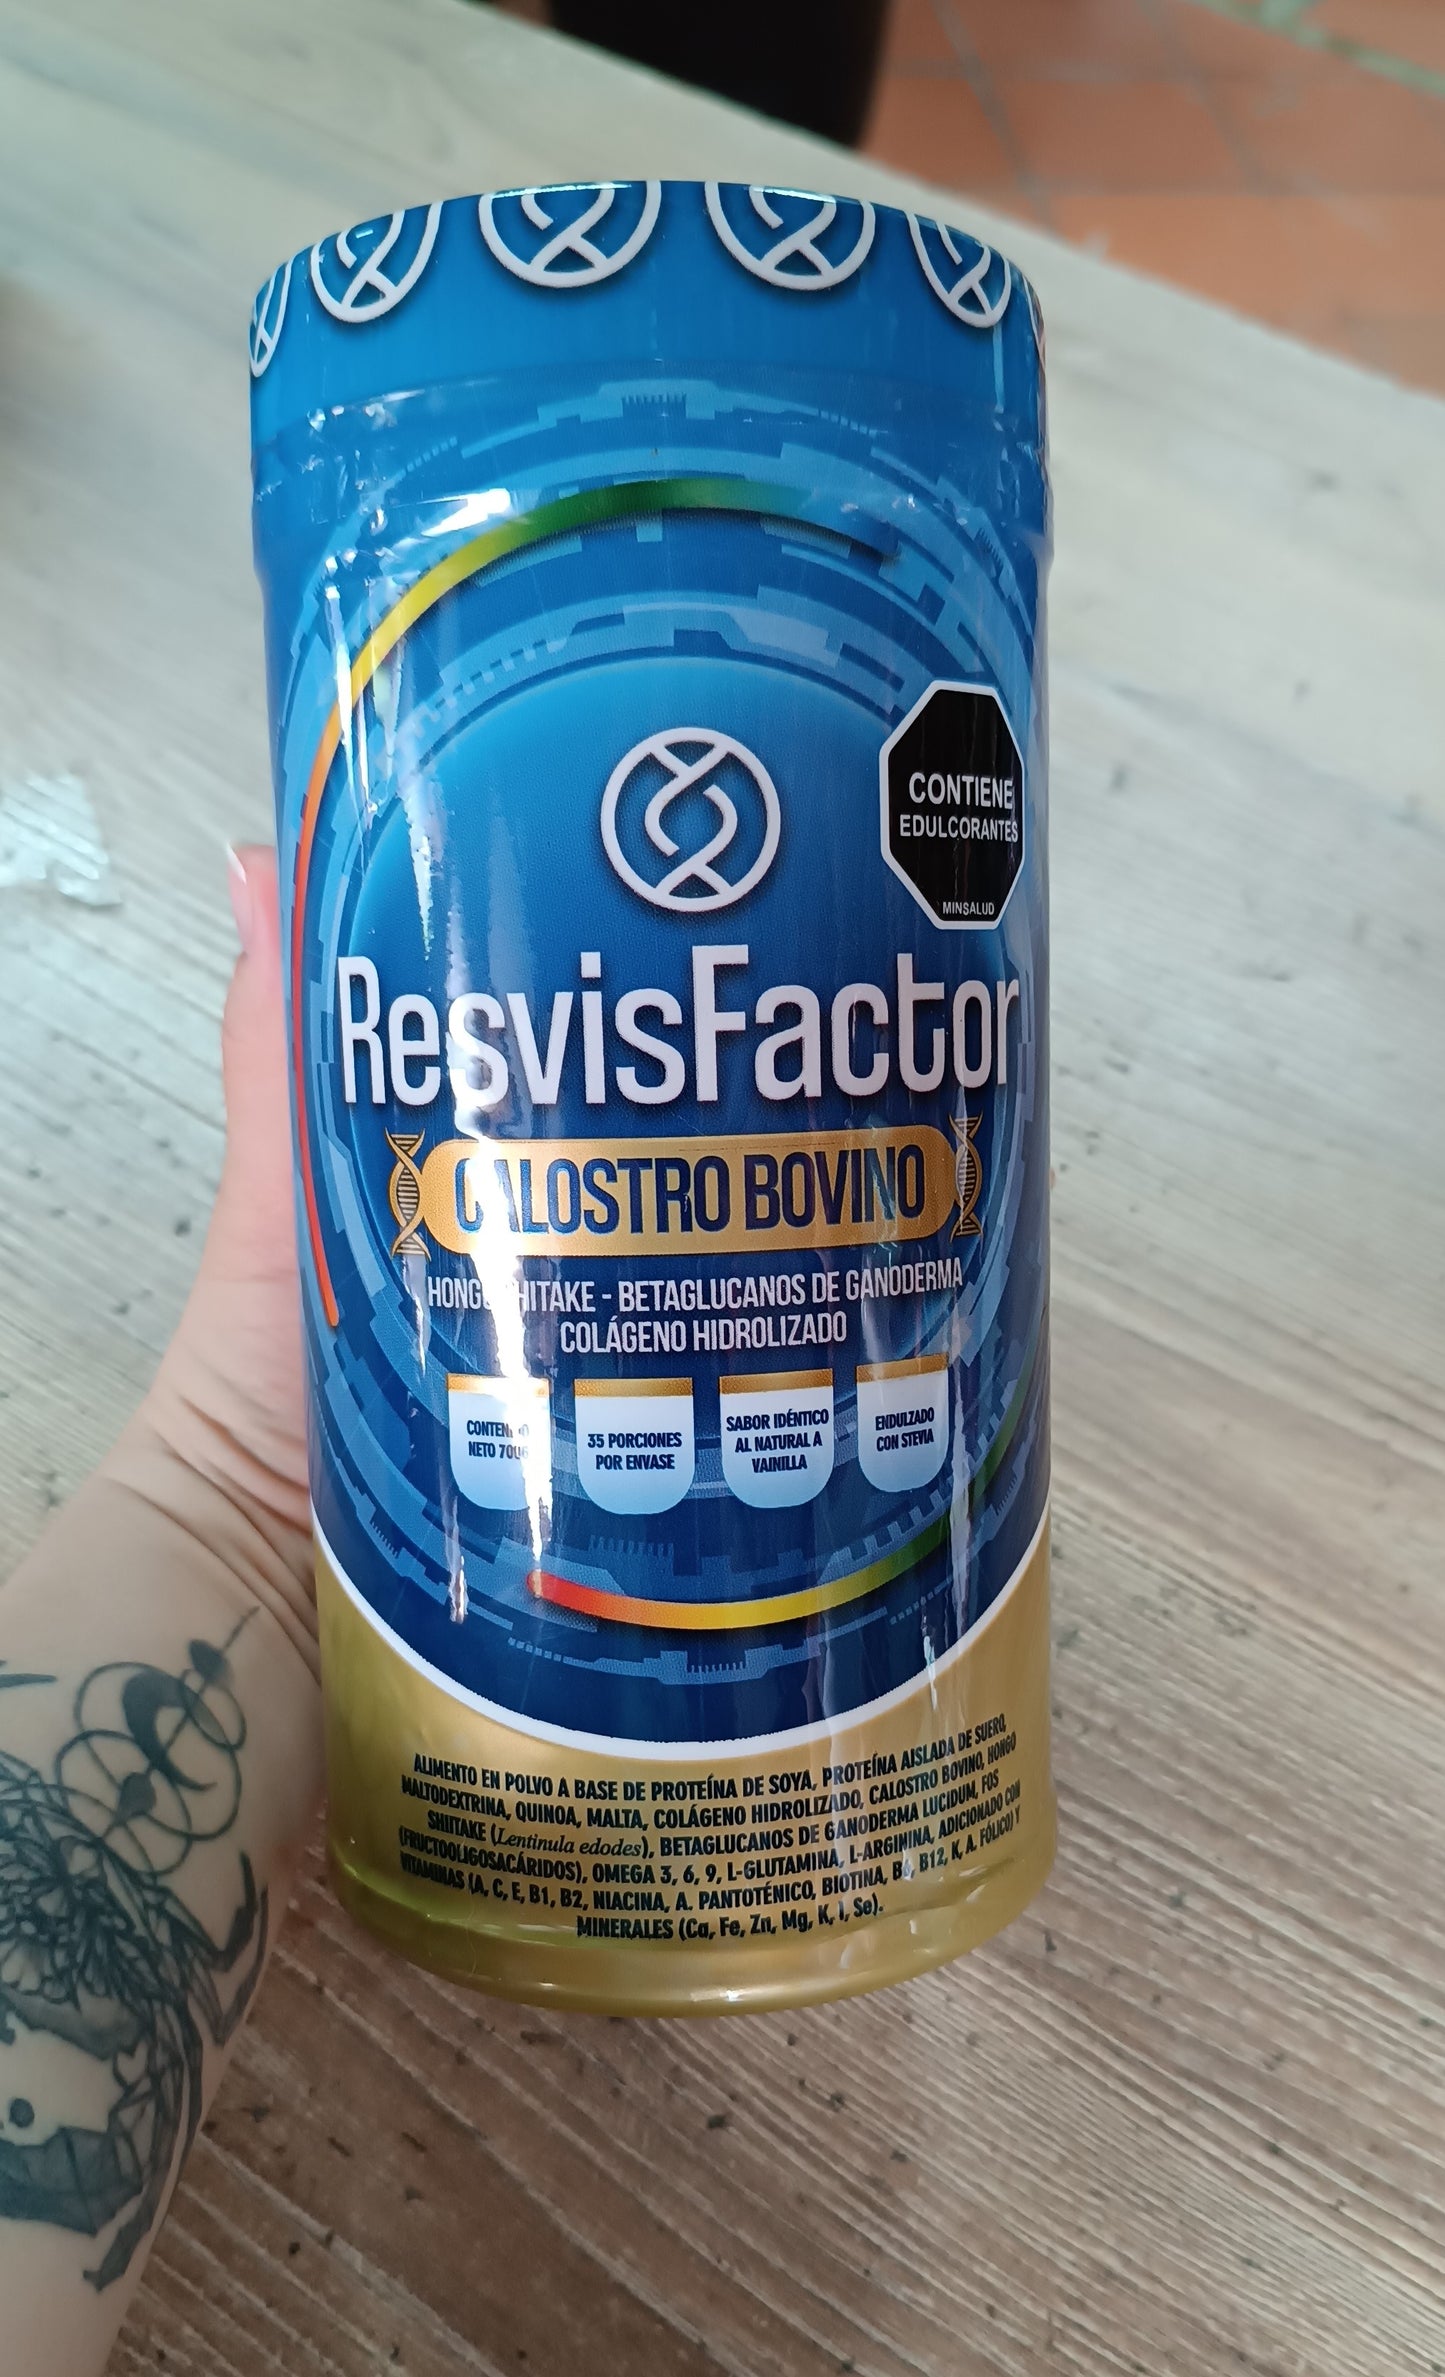 CONTIENE
EDULCORANTES
MINSALUD
ResvisFactor
CALOSTRO BOVINO
HONGO SHITAKE - BETAGLUCANOS DE GANODERMA
COLÁGENO HIDROLIZADO
CONTENIDO
NETO 700G
35 PORCIONES
POR ENVASE
SABOR IDÉNTICO
AL NATURAL A
VAINILLA
ENDULZADO
CON STEVIA
ALIMENTO EN POLVO A BASE DE PROTEÍNA DE SOYA, PROTEÍNA AISLADA DE SUERO,
MALTODEXTRINA, QUINOA, MALTA, COLÁGENO HIDROLIZADO, CALOSTRO BOVINO, HONGO
SHIITAKE (Lentinula edodes), BETAGLUCANOS DE GANODERMA LUCIDUM, FOS
(FRUCTOOLIGOSACÁRIDOS), OMEGA 3, 6, 9, L-GLUTAMINA, L-ARGININA, ADICIONADO CON
VITAMINAS (A, C, E, B1, B2, NIACINA, A. PANTOTÉNICO, BIOTINA, B6, B12, K, A. FÓLICO) Y
MINERALES (Ca, Fe, Zn, Mg, K, I, Se).